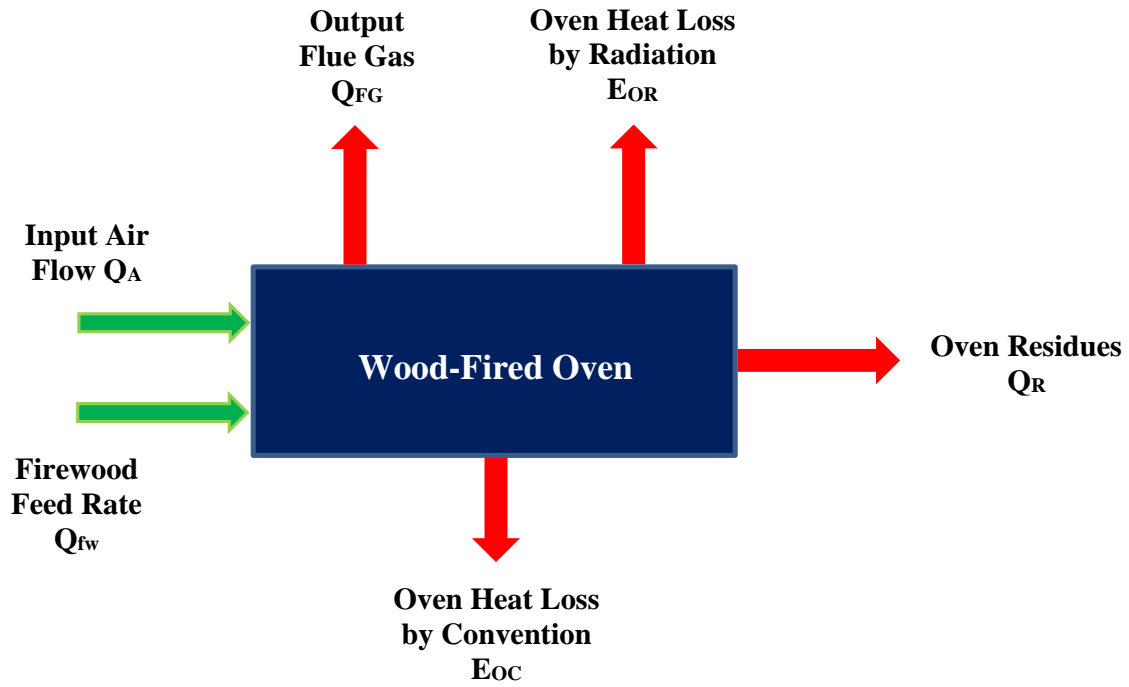 Output
Flue Gas
QFG
Oven Heat Loss
by Radiation
EOR
Input Air
Flow QA
Wood-Fired Oven
Oven Residues
QR
Firewood
Feed Rate
Qfw
Oven Heat Loss
by Convention
EOC